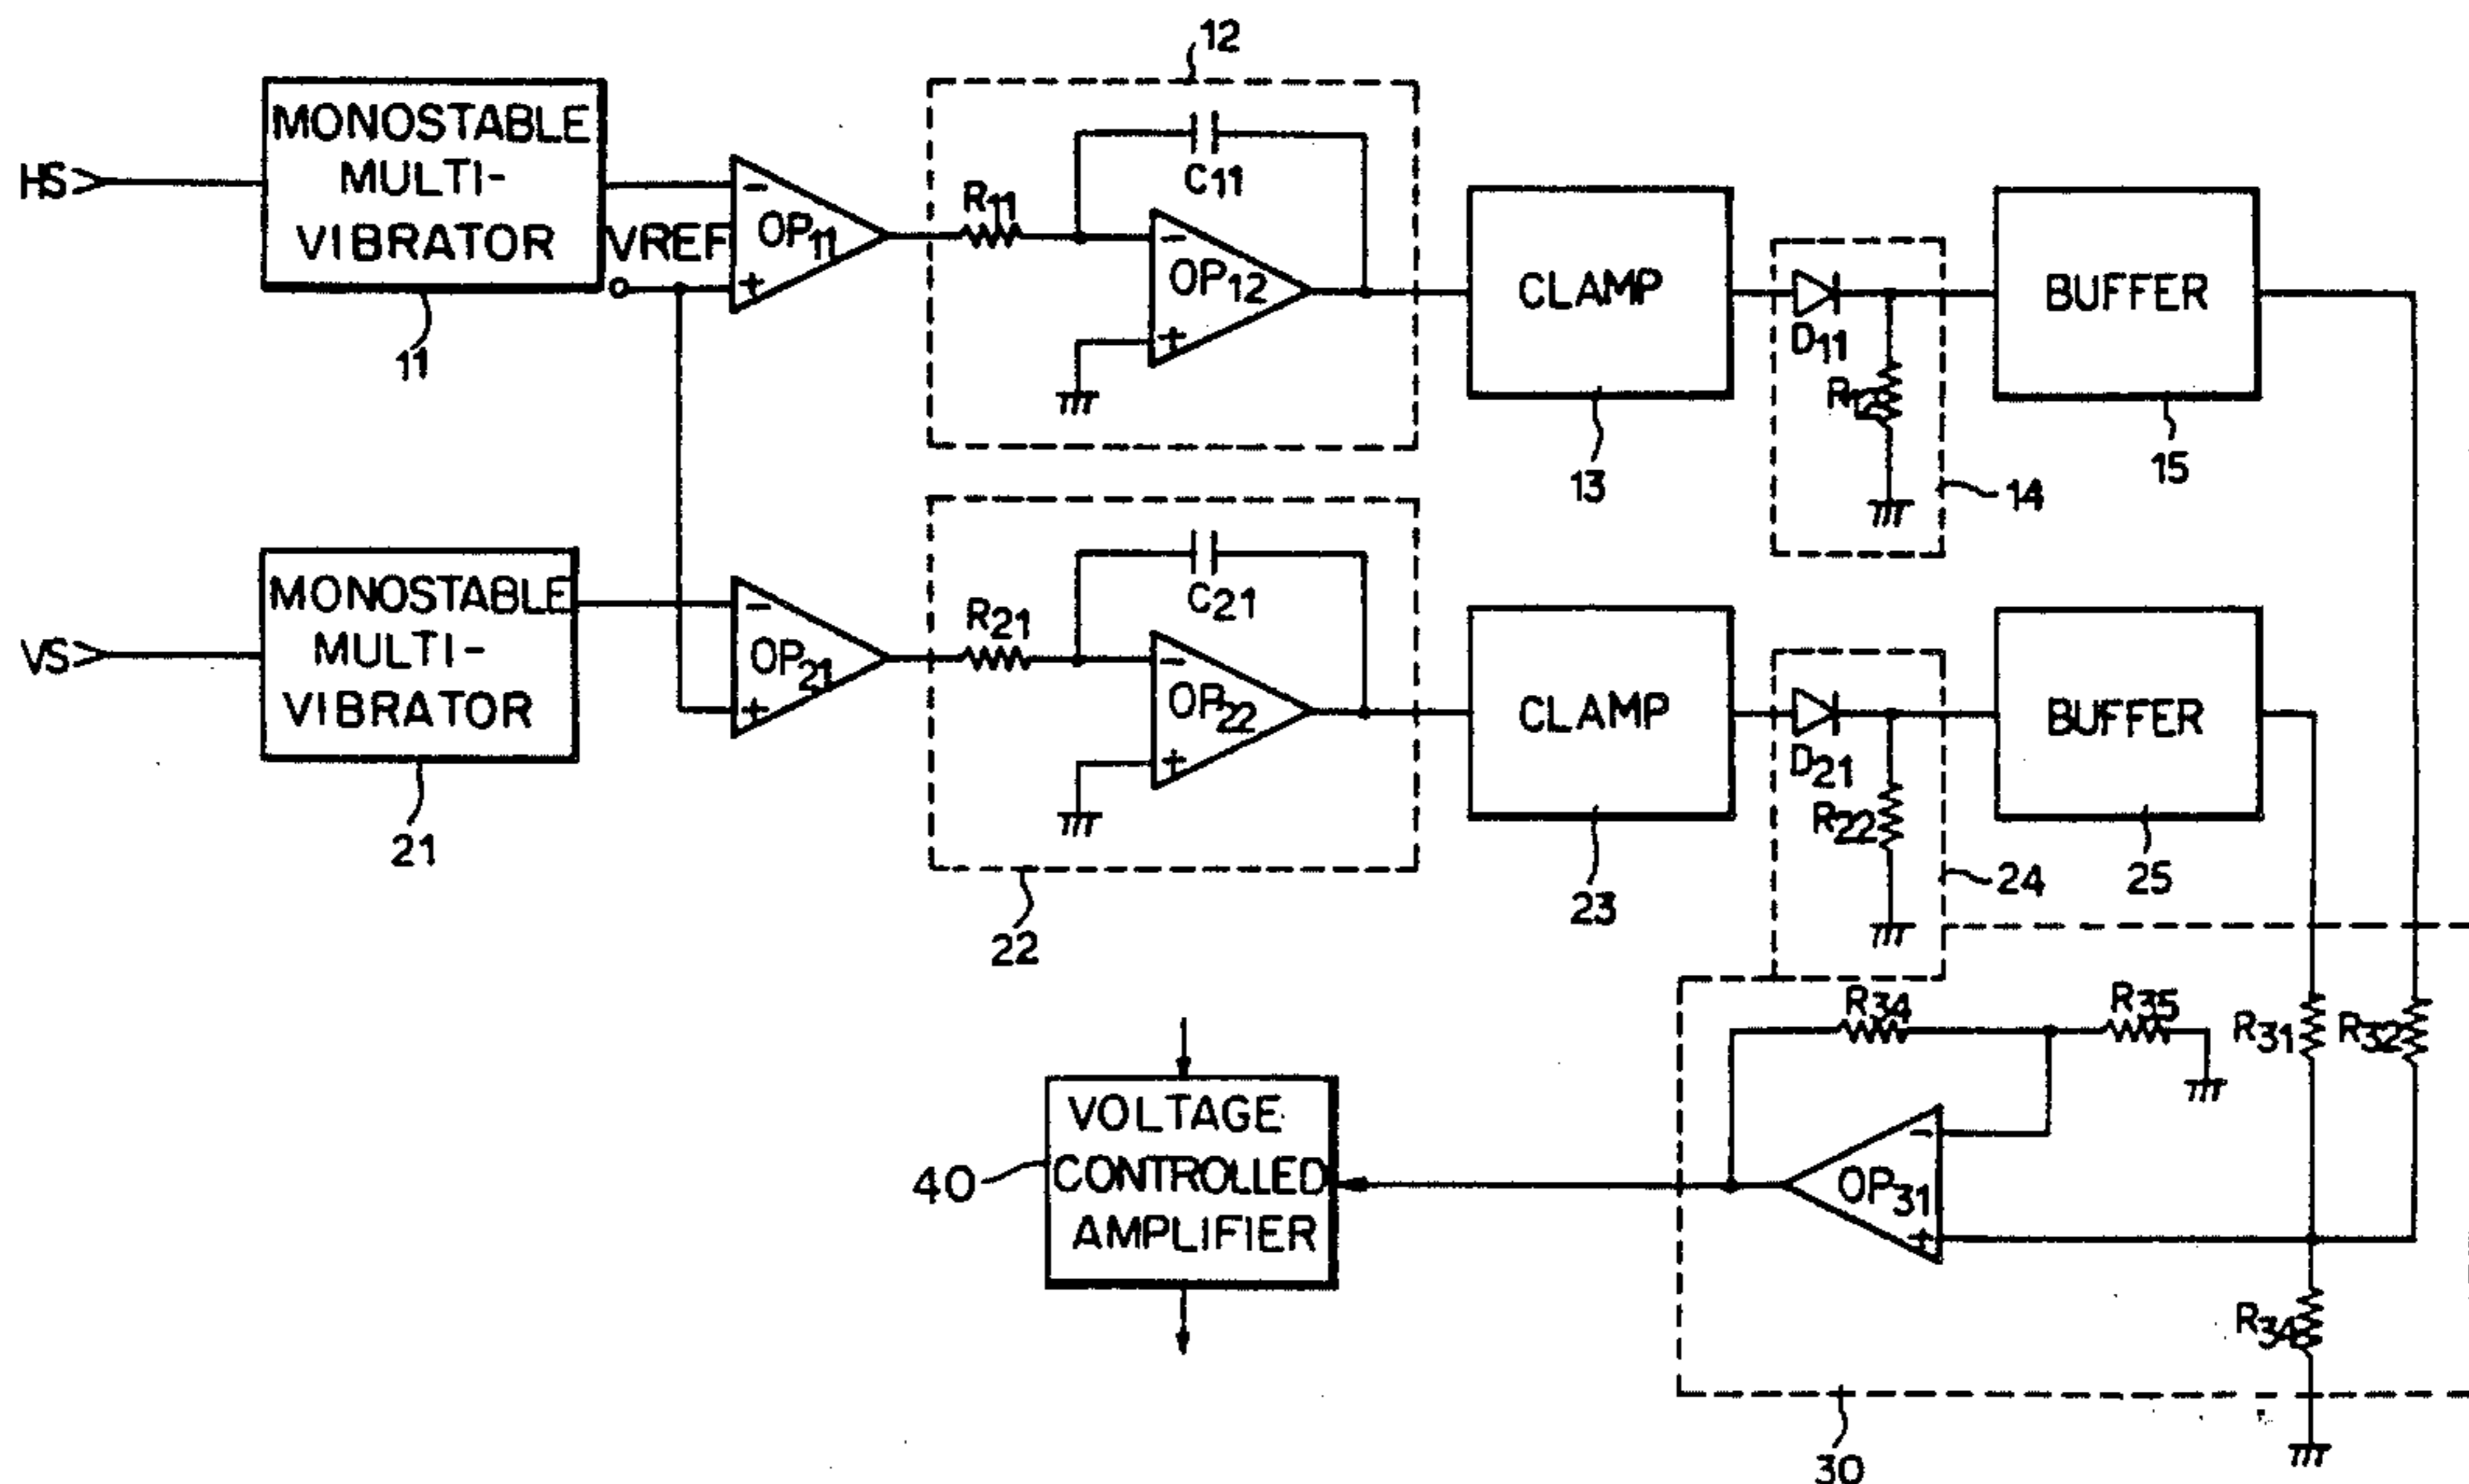 12
MONOSTABLE
MULTI-
VIBRATOR
HS
11
VREF
- OP11 +
R11
C11
- OP12 +
CLAMP
13
D11
R12
14
BUFFER
15
MONOSTABLE
MULTI-
VIBRATOR
VS
21
- OP21 +
R21
C21
- OP22 +
22
CLAMP
23
D21
R22
24
BUFFER
25
R34
R35
R31
R32
- OP31 +
R34
30
VOLTAGE
CONTROLLED
AMPLIFIER
40